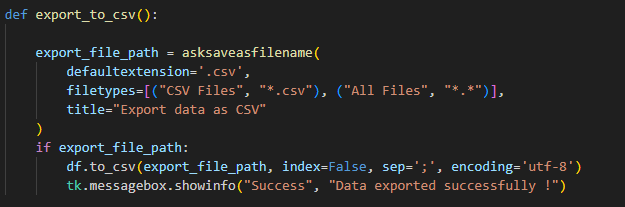 def export_to_csv():
export_file_path = asksaveasfilename(
defaultextension='.csv',
filetypes=[("CSV Files", "*.csv"), ("All Files", "*.*")],
title="Export data as CSV"
)
if export_file_path:
df.to_csv(export_file_path, index=False, sep=';', encoding='utf-8')
tk.messagebox.showinfo("Success", "Data exported successfully !")